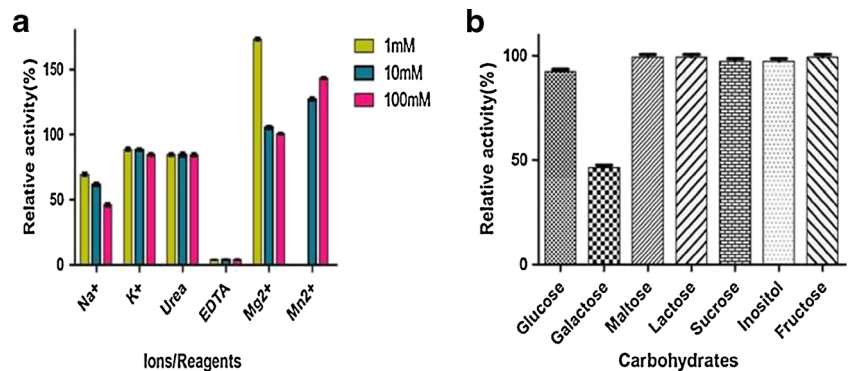 a
Relative activity(%)
150
100
50
0
Na+
K+
Urea
EDTA
Mg2+
Mn2+
Ions/Reagents
1mM
10mM
100mM
b
Relative activity(%)
100
50
0
Glucose
Galactose
Maltose
Lactose
Sucrose
Inositol
Fructose
Carbohydrates